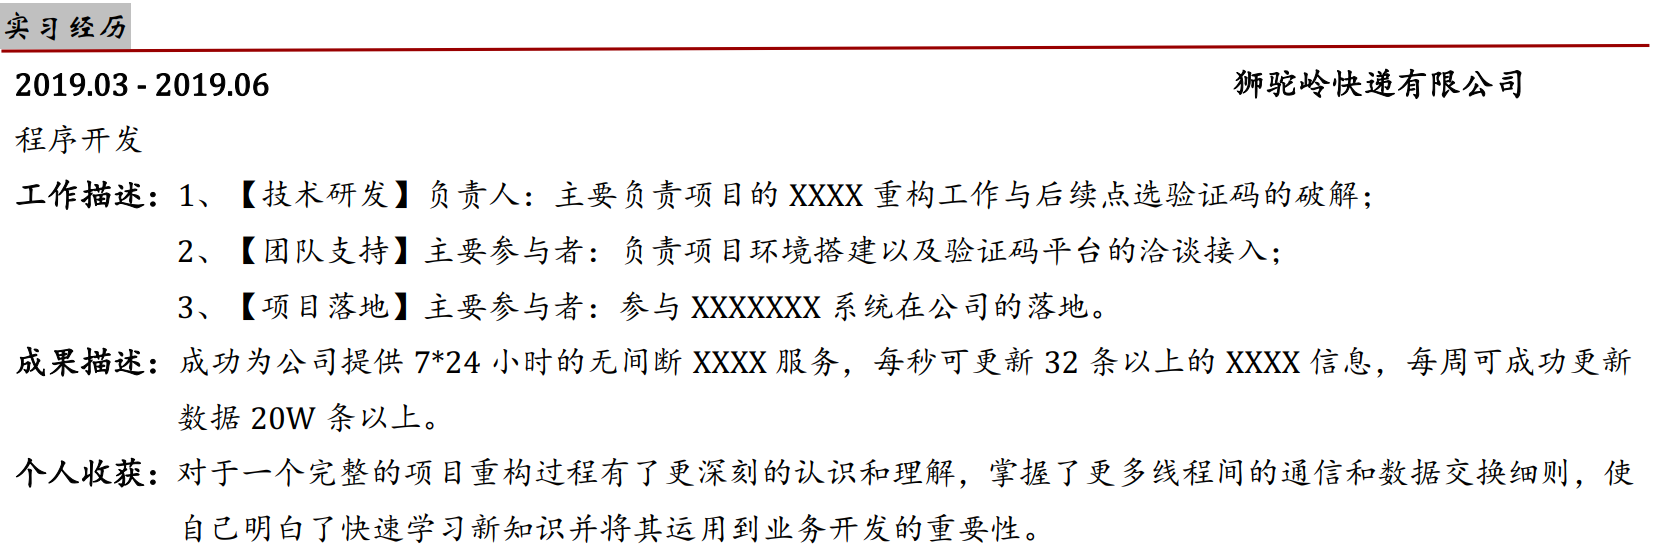 实习经历
2019.03 - 2019.06 狮驼岭快递有限公司
程序开发
工作描述：1、【技术研发】负责人：主要负责项目的 XXXX 重构工作与后续点选验证码的破解；
2、【团队支持】主要参与者：负责项目环境搭建以及验证码平台的洽谈接入；
3、【项目落地】主要参与者：参与 XXXXXXX 系统在公司的落地。
成果描述：成功为公司提供 7*24 小时的无间断 XXXX 服务，每秒可更新 32 条以上的 XXXX 信息，每周可成功更新
数据 20W 条以上。
个人收获：对于一个完整的项目重构过程有了更深刻的认识和理解，掌握了更多线程间的通信和数据交换细则，使
自己明白了快速学习新知识并将其运用到业务开发的重要性。